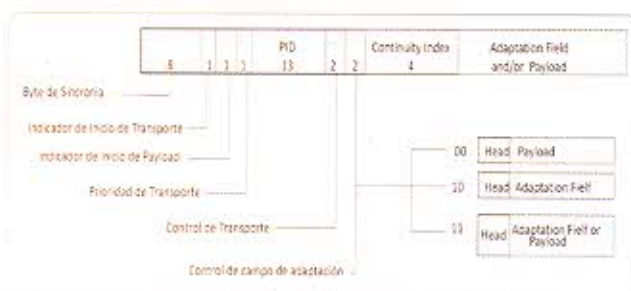 PID
Continuity Index
Adaptation Field
and/or Payload
8 1 1 1 13 2 2 4
Byte de Sincronía
Indicador de Inicio de Transporte
Indicador de Inicio de Payload
Prioridad de Transporte
Control de Transporte
Control de campo de adaptación
00 Head Payload
10 Head Adaptation Fielf
11 Head Adaptation Fielf or
Payload